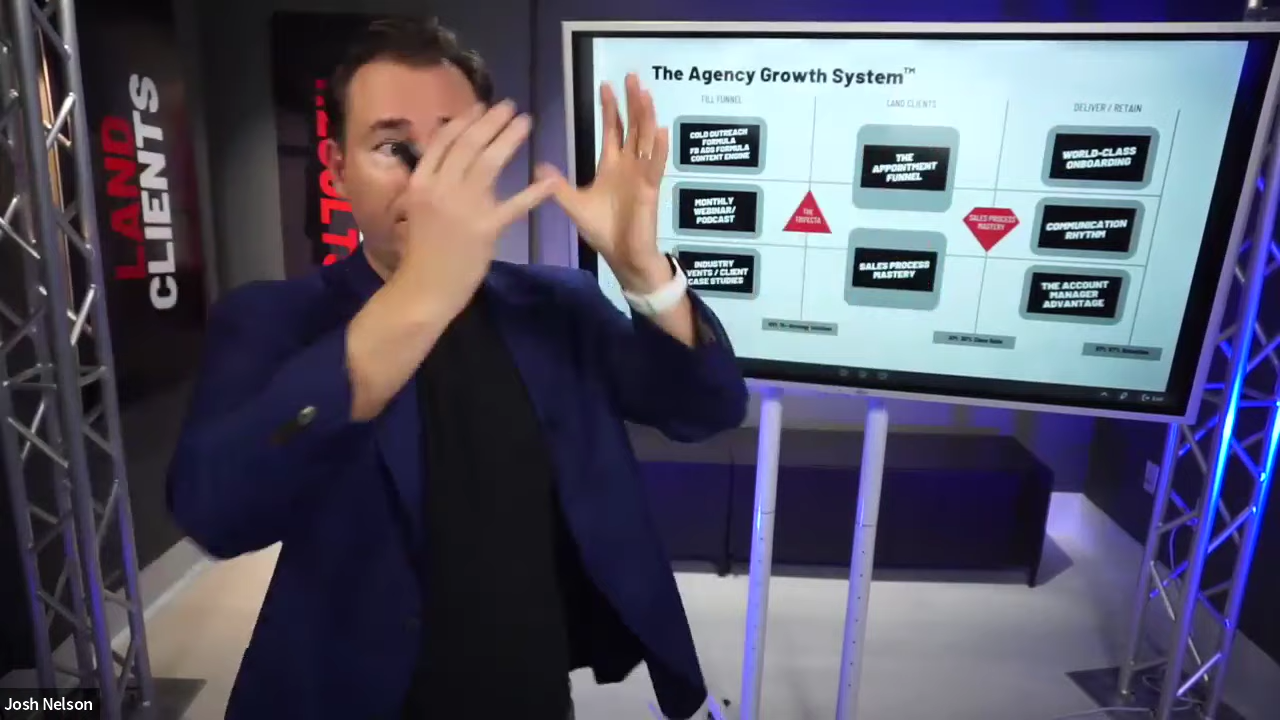 LAND
CLIENTS
The Agency Growth System™
FILL FUNNEL
LAND CLIENTS
DELIVER / RETAIN
COLD OUTREACH
FORMULA
FB ADS FORMULA
CONTENT ENGINE
MONTHLY
WEBINAR/
PODCAST
INDUSTRY
VENTS / CLIENT
CASE STUDIES
THE
TRIFECTA
THE
APPOINTMENT
FUNNEL
SALES PROCESS
MASTERY
SALES PROCESS
MASTERY
WORLD-CLASS
ONBOARDING
COMMUNICATION
RHYTHM
THE ACCOUNT
MANAGER
ADVANTAGE
Josh Nelson